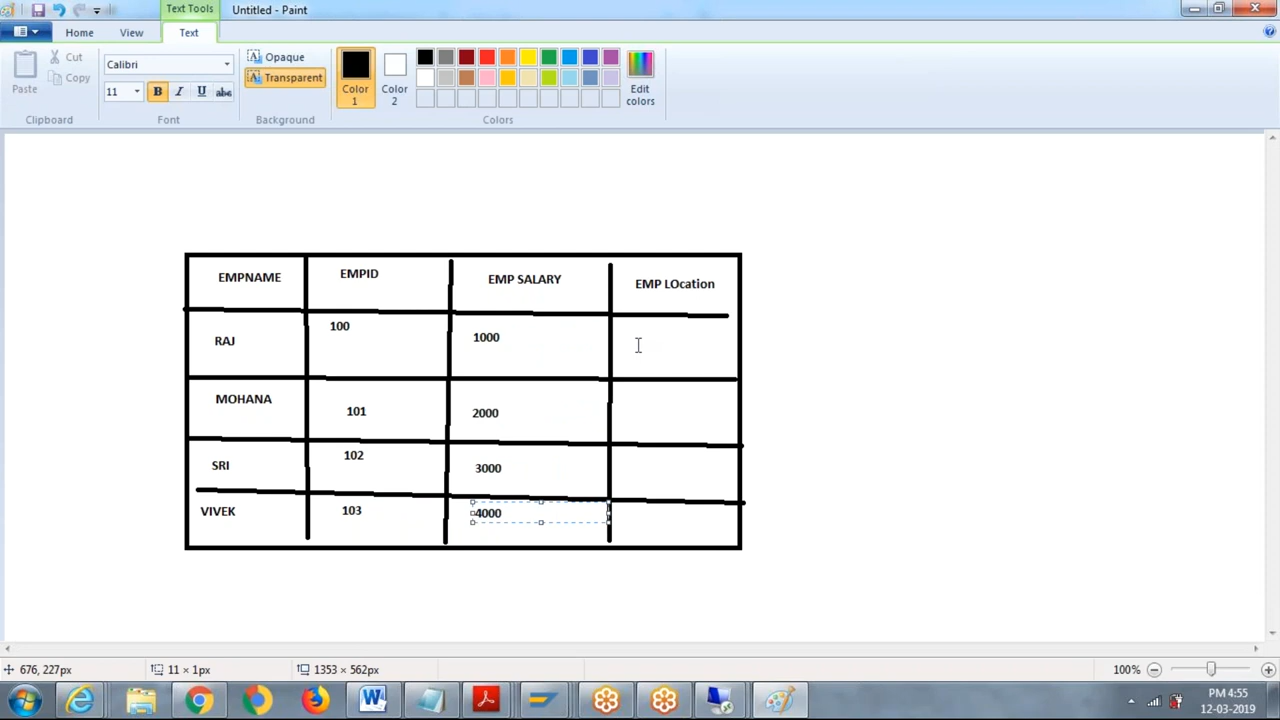 Text Tools
Untitled - Paint
Home
View
Text
Paste
Cut
Copy
Clipboard
Calibri
11
B
I
U
abc
Font
Opaque
Transparent
Background
Color
1
Color
2
Edit
colors
Colors
EMPNAME EMPID EMP SALARY EMP LOcation
RAJ 100 1000
MOHANA 101 2000
SRI 102 3000
VIVEK 103 4000
676, 227px
11 × 1px
1353 × 562px
100%
PM 4:55
12-03-2019